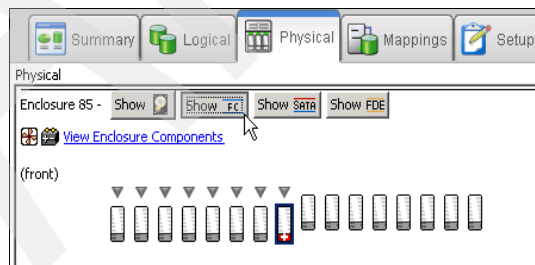 Summary Logical Physical Mappings Setup
Physical
Enclosure 85 - Show Show FC Show SATA Show FDE
View Enclosure Components
(front)